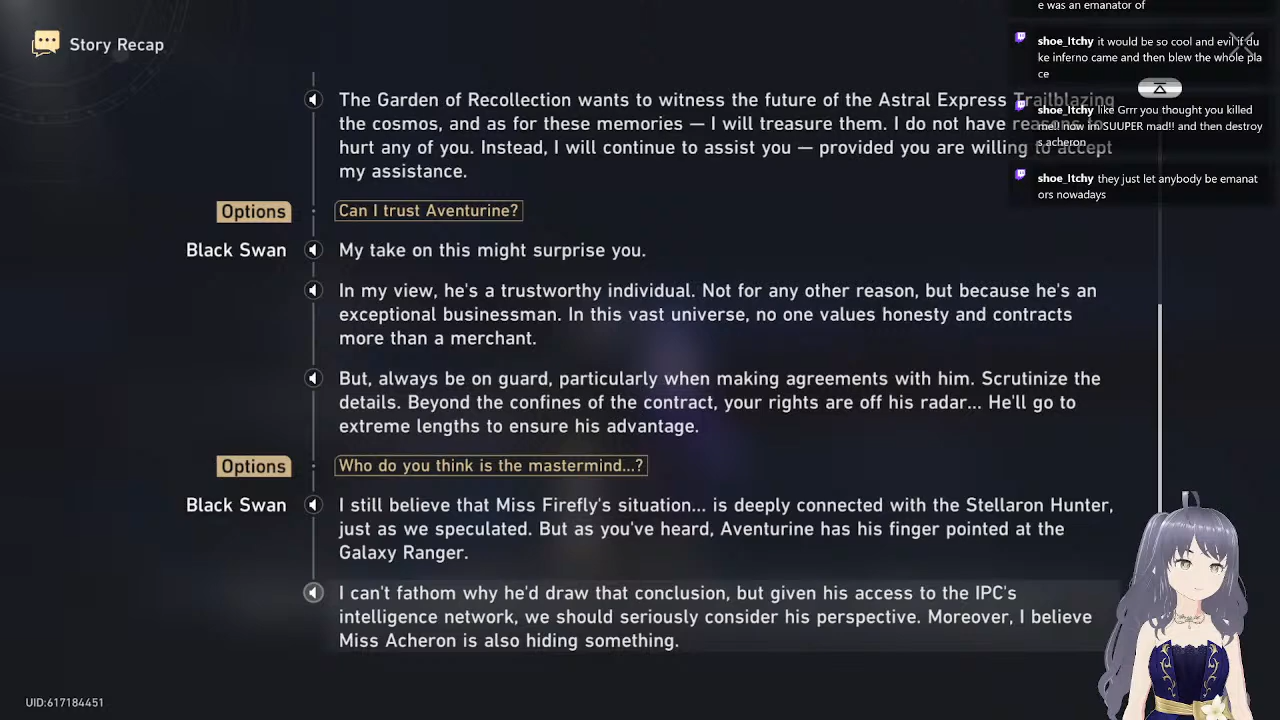 e was an emanator of
Story Recap
shoe_Itchy it would be so cool and evil if du
ke inferno came and then blew the whole pla
ce
The Garden of Recollection wants to witness the future of the Astral Express Trailblazing
the cosmos, and as for these memories — I will treasure them. I do not have reasons to
hurt any of you. Instead, I will continue to assist you — provided you are willing to accept
my assistance.
shoe_Itchy like Grrr you thought you killed
me!! now im SUUPER mad!! and then destroy
s acheron
shoe_Itchy they just let anybody be emanat
ors nowadays
Options
Can I trust Aventurine?
Black Swan
My take on this might surprise you.
In my view, he's a trustworthy individual. Not for any other reason, but because he's an
exceptional businessman. In this vast universe, no one values honesty and contracts
more than a merchant.
But, always be on guard, particularly when making agreements with him. Scrutinize the
details. Beyond the confines of the contract, your rights are off his radar... He'll go to
extreme lengths to ensure his advantage.
Options
Who do you think is the mastermind...?
Black Swan
I still believe that Miss Firefly's situation... is deeply connected with the Stellaron Hunter,
just as we speculated. But as you've heard, Aventurine has his finger pointed at the
Galaxy Ranger.
I can't fathom why he'd draw that conclusion, but given his access to the IPC's
intelligence network, we should seriously consider his perspective. Moreover, I believe
Miss Acheron is also hiding something.
UID:617184451